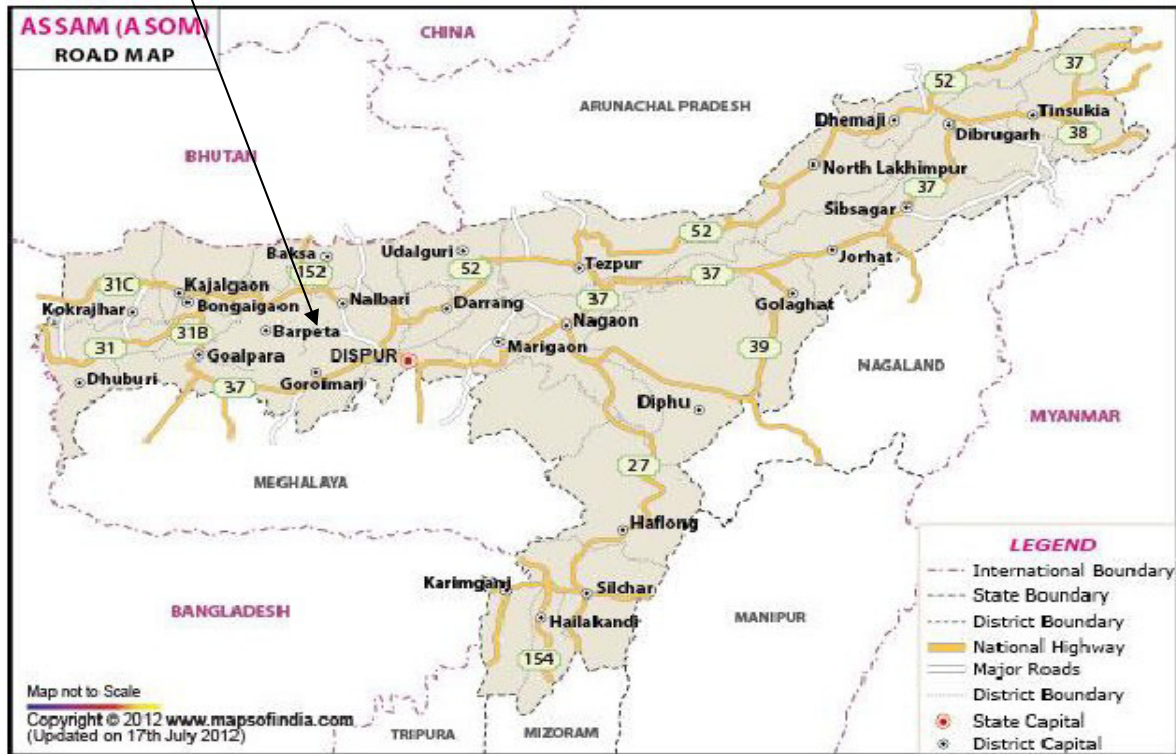 ASSAM (ASOM)
ROAD MAP
CHINA
ARUNACHAL PRADESH
BHUTAN
52
37
Tinsukia
Dhemaji
Dibrugarh
38
North Lakhimpur
37
Sibsagar
52
Baksa
Udalguri
52
Tezpur
37
Jorhat
31C
Kajalgaon
152
Kokrajhar
Bongaigaon
Nalbari
Darrang
37
Golaghat
31B
Barpeta
Nagaon
31
Goalpara
DISPUR
Marigaon
39
NAGALAND
Dhuburi
37
Goroimari
Diphu
MYANMAR
MEGHALAYA
27
Haflong
Karimganj
Silchar
BANGLADESH
Hailakandi
MANIPUR
154
TRIPURA
MIZORAM
LEGEND
International Boundary
State Boundary
District Boundary
National Highway
Major Roads
District Boundary
State Capital
District Capital
Map not to Scale
Copyright © 2012 www.mapsofindia.com
(Updated on 17th July 2012)